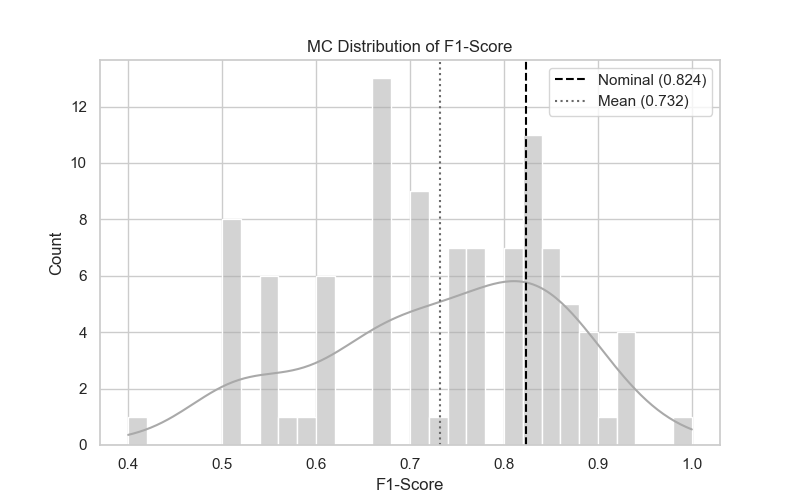 MC Distribution of F1-Score
Nominal (0.824)
Mean (0.732)
Count
12
10
8
6
4
2
0
0.4 0.5 0.6 0.7 0.8 0.9 1.0
F1-Score